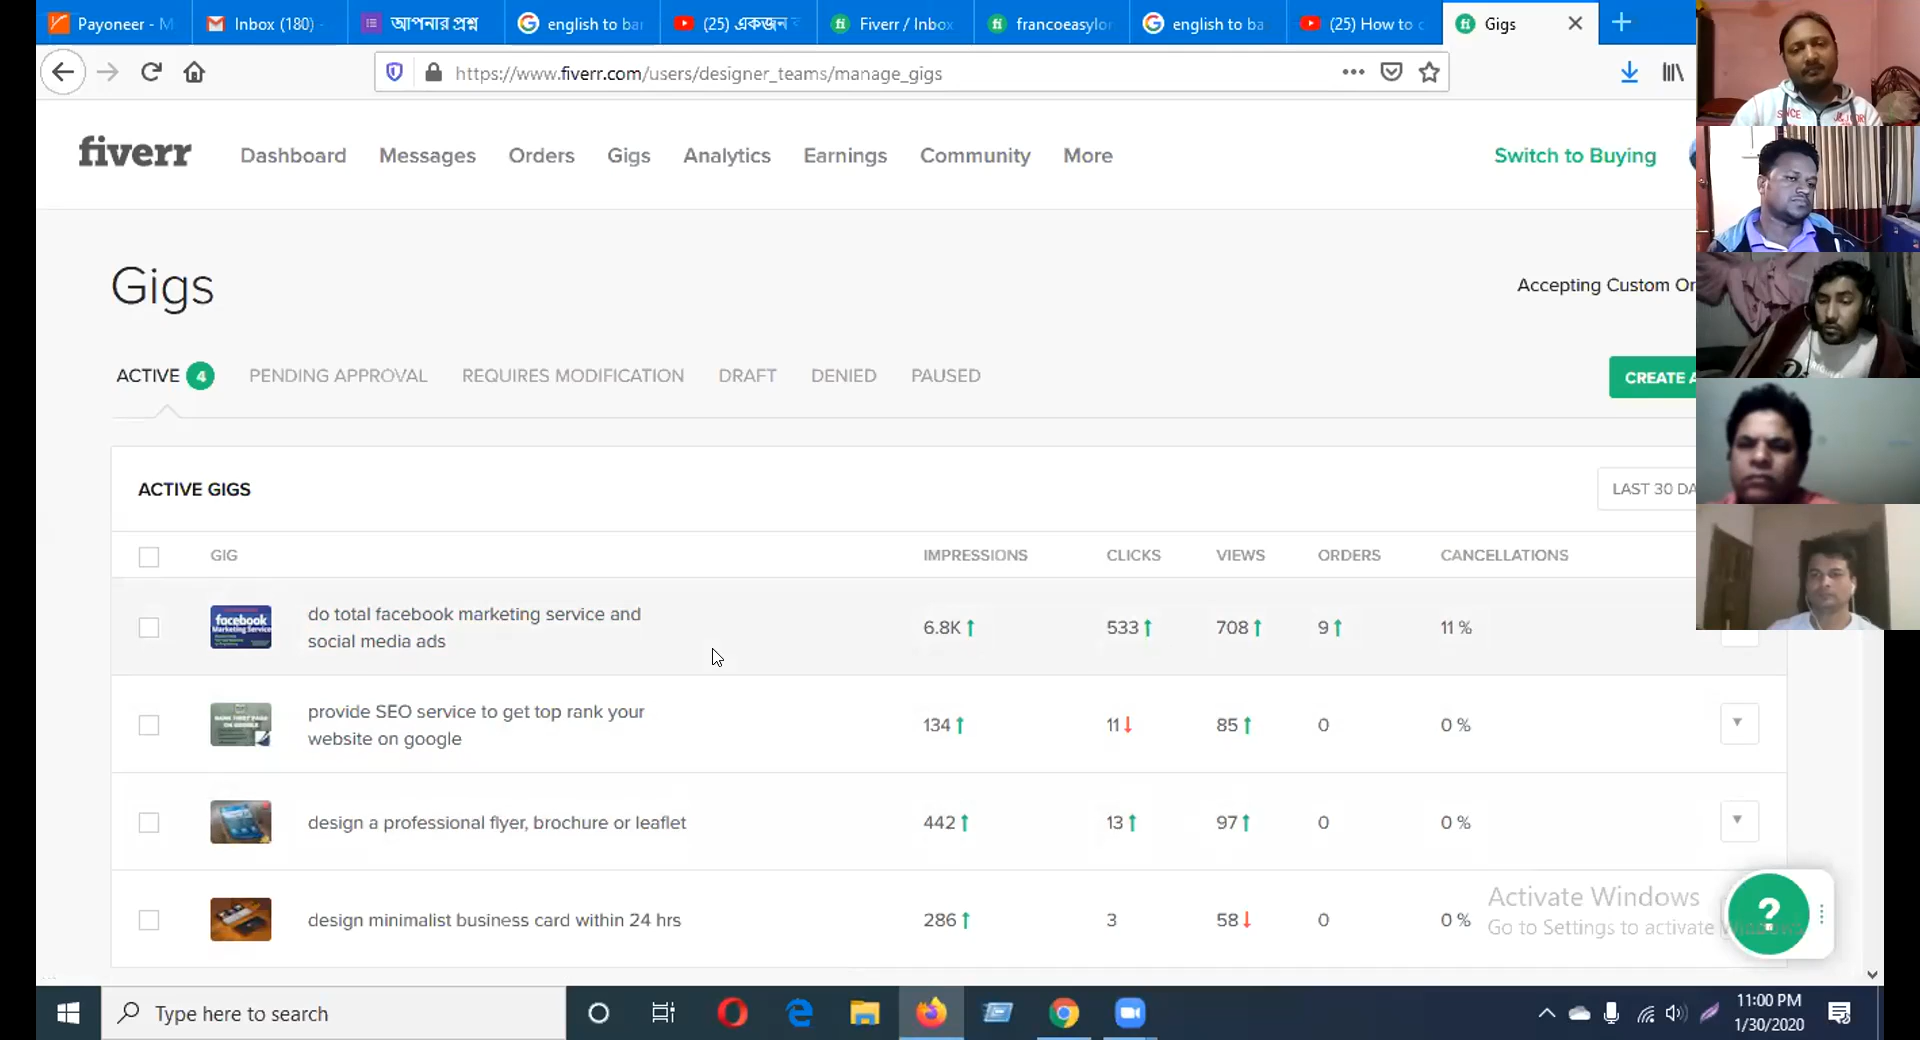 Payoneer - M
Inbox (180) -
আপনার প্রশ্ন
english to ba
(25) একজন
Fiverr / Inbox
francoeasylo
english to ba
(25) How to c
Gigs
https://www.fiverr.com/users/designer_teams/manage_gigs
fiverr
Dashboard
Messages
Orders
Gigs
Analytics
Earnings
Community
More
Switch to Buying
Gigs
Accepting Custom Or
ACTIVE 4
PENDING APPROVAL
REQUIRES MODIFICATION
DRAFT
DENIED
PAUSED
CREATE A
ACTIVE GIGS
LAST 30 DA
GIG IMPRESSIONS CLICKS VIEWS ORDERS CANCELLATIONS
facebook
Marketing Service
do total facebook marketing service and
social media ads
6.8K 533 708 9 11 %
provide SEO service to get top rank your
website on google
134 11 85 0 0 %
design a professional flyer, brochure or leaflet
442 13 97 0 0 %
design minimalist business card within 24 hrs
286 3 58 0 0 %
Activate Windows
Go to Settings to activate Windows.
?
Type here to search
11:00 PM
1/30/2020
SINCE